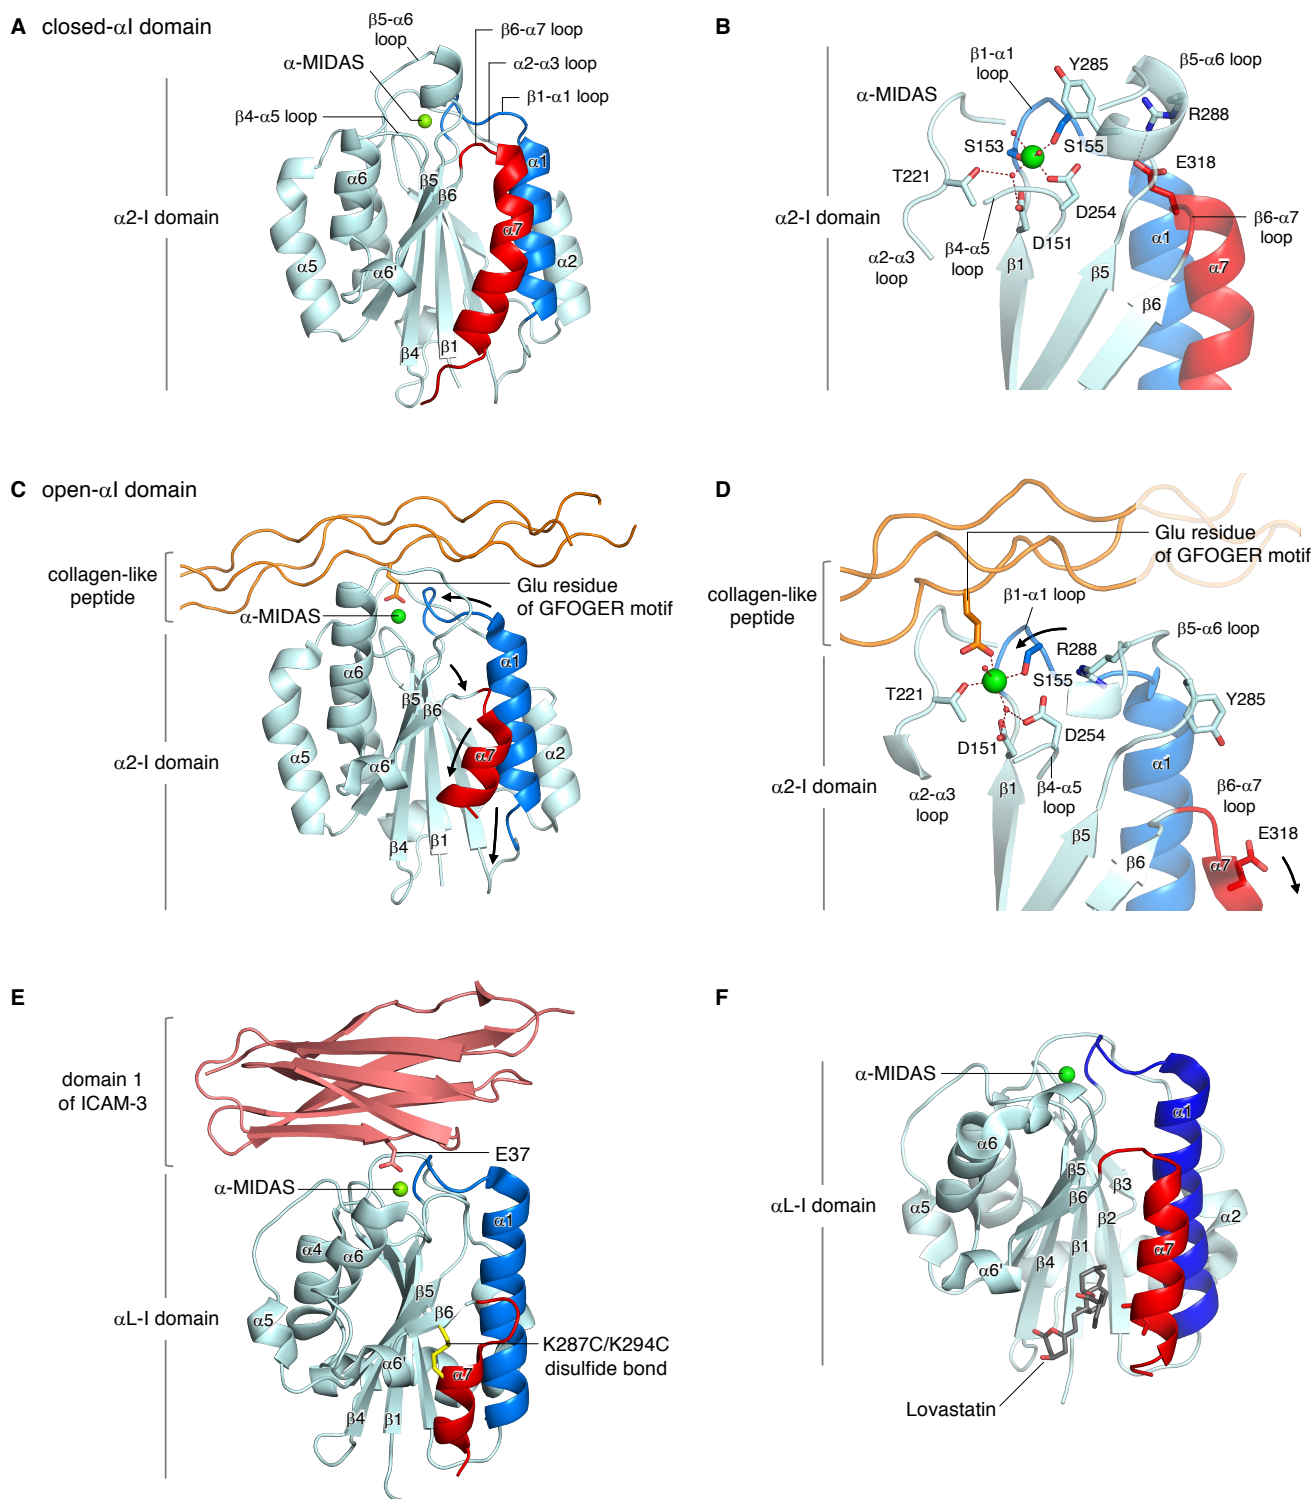 A closed-αI domain
β5-α6
loop
β6-α7 loop
α-MIDAS
α2-α3 loop
β1-α1 loop
β4-α5 loop
α1
α6
β5
β6
α2-I domain
α7
α5
α6'
α2
β4
β1
B
β1-α1
loop
Y285
β5-α6 loop
α-MIDAS
R288
S153
S155
T221
E318
D254
α2-I domain
β6-α7
loop
α2-α3
loop
β4-α5
loop
D151
α1
β1
β5
α7
β6
C open-αI domain
collagen-like
peptide
Glu residue
of GFOGER motif
α-MIDAS
α1
α6
β5
β6
α2-I domain
α5
α6'
α7
α2
β4
β1
D
Glu residue
of GFOGER motif
collagen-like
peptide
β1-α1 loop
β5-α6 loop
R288
S155
T221
Y285
D151
D254
α2-I domain
α1
α2-α3
loop
β1
β4-α5
loop
β6-α7
loop
β5
E318
β6
α7
E
domain 1
of ICAM-3
E37
α-MIDAS
α1
α4
α6
β5
αL-I domain
α5
β6
K287C/K294C
disulfide bond
α6'
α7
β4
β1
F
α-MIDAS
α1
α6
β5
β3
αL-I domain
α5
β6
β2
α2
β1
α7
β4
α6'
Lovastatin